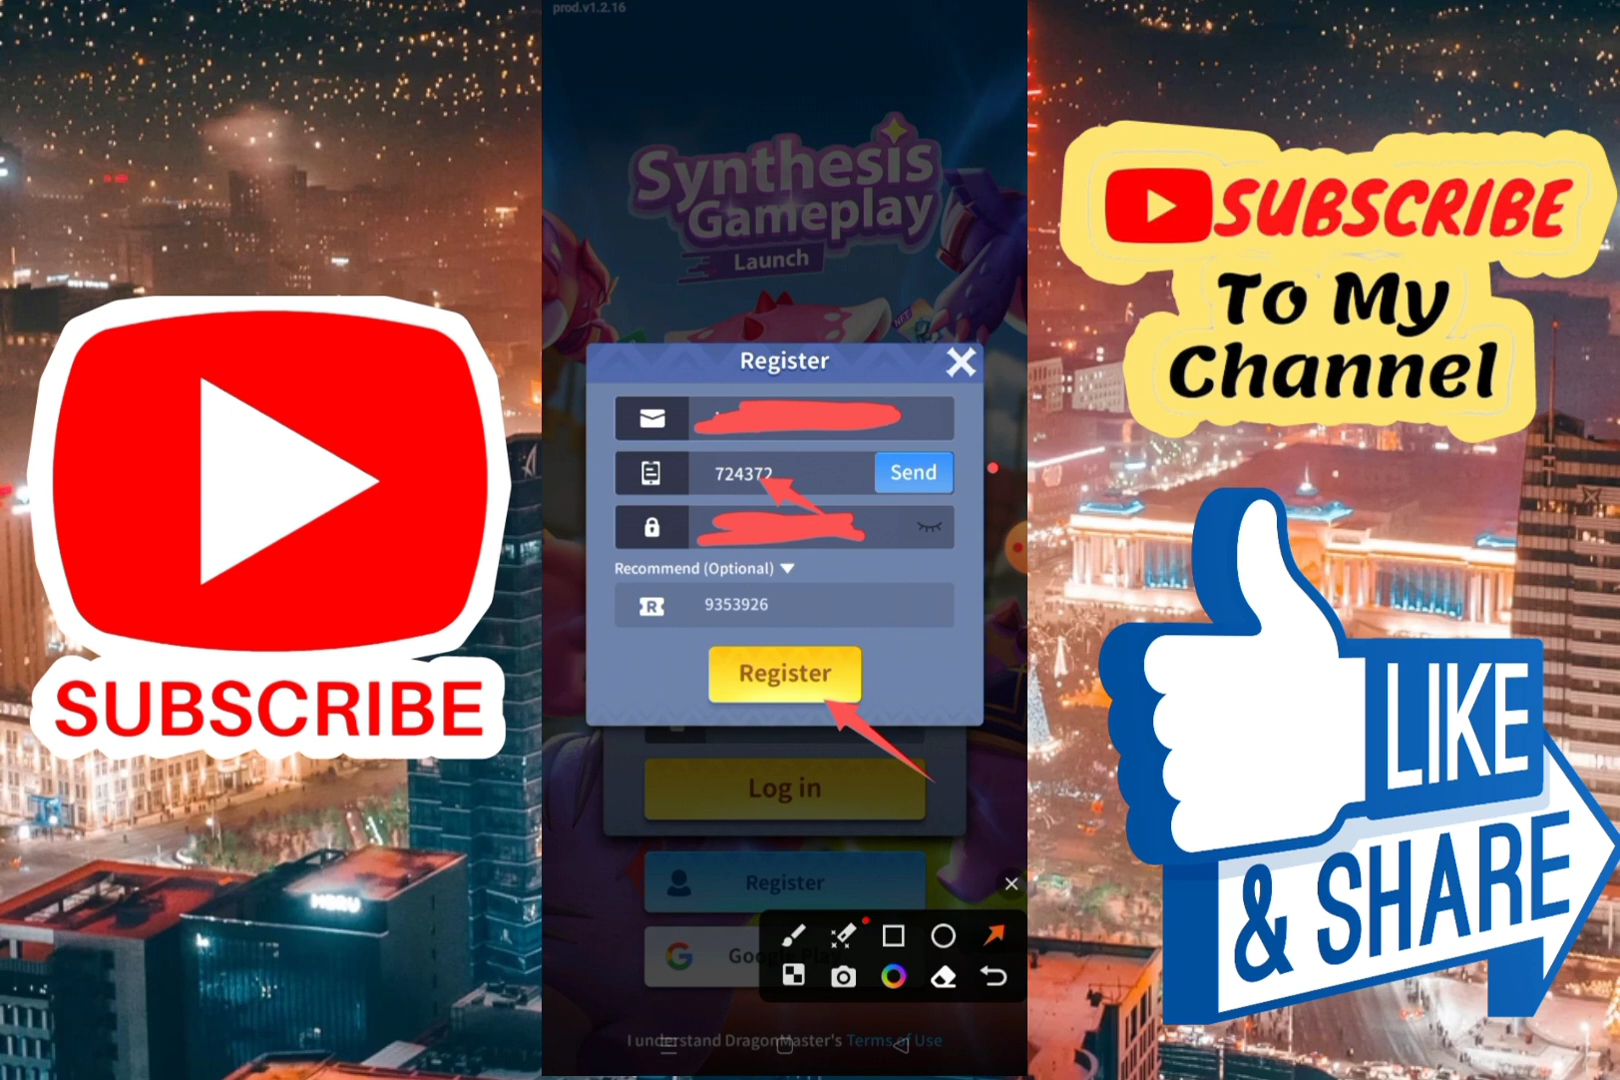 prod.v1.2.16
Synthesis
Gameplay
Launch
NFT
Register
724372
Send
Recommend (Optional)
R
9353926
Register
Log in
Register
I understand DragonMaster's Terms of Use
SUBSCRIBE
SUBSCRIBE
To My
Channel
LIKE
& SHARE